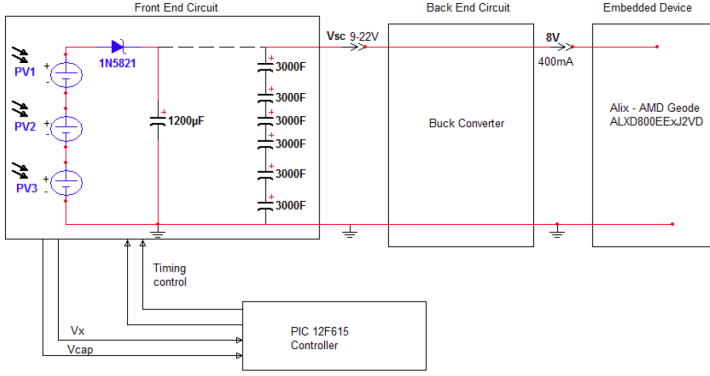 Front End Circuit
Back End Circuit
Embedded Device
Vsc 9-22V
8V
400mA
1N5821
PV1
+
-
PV2
+
-
PV3
+
-
+
1200µF
+
3000F
+
3000F
+
3000F
+
3000F
+
3000F
+
3000F
Buck Converter
Alix - AMD Geode
ALXD800EExJ2VD
Timing
control
Vx
Vcap
PIC 12F615
Controller